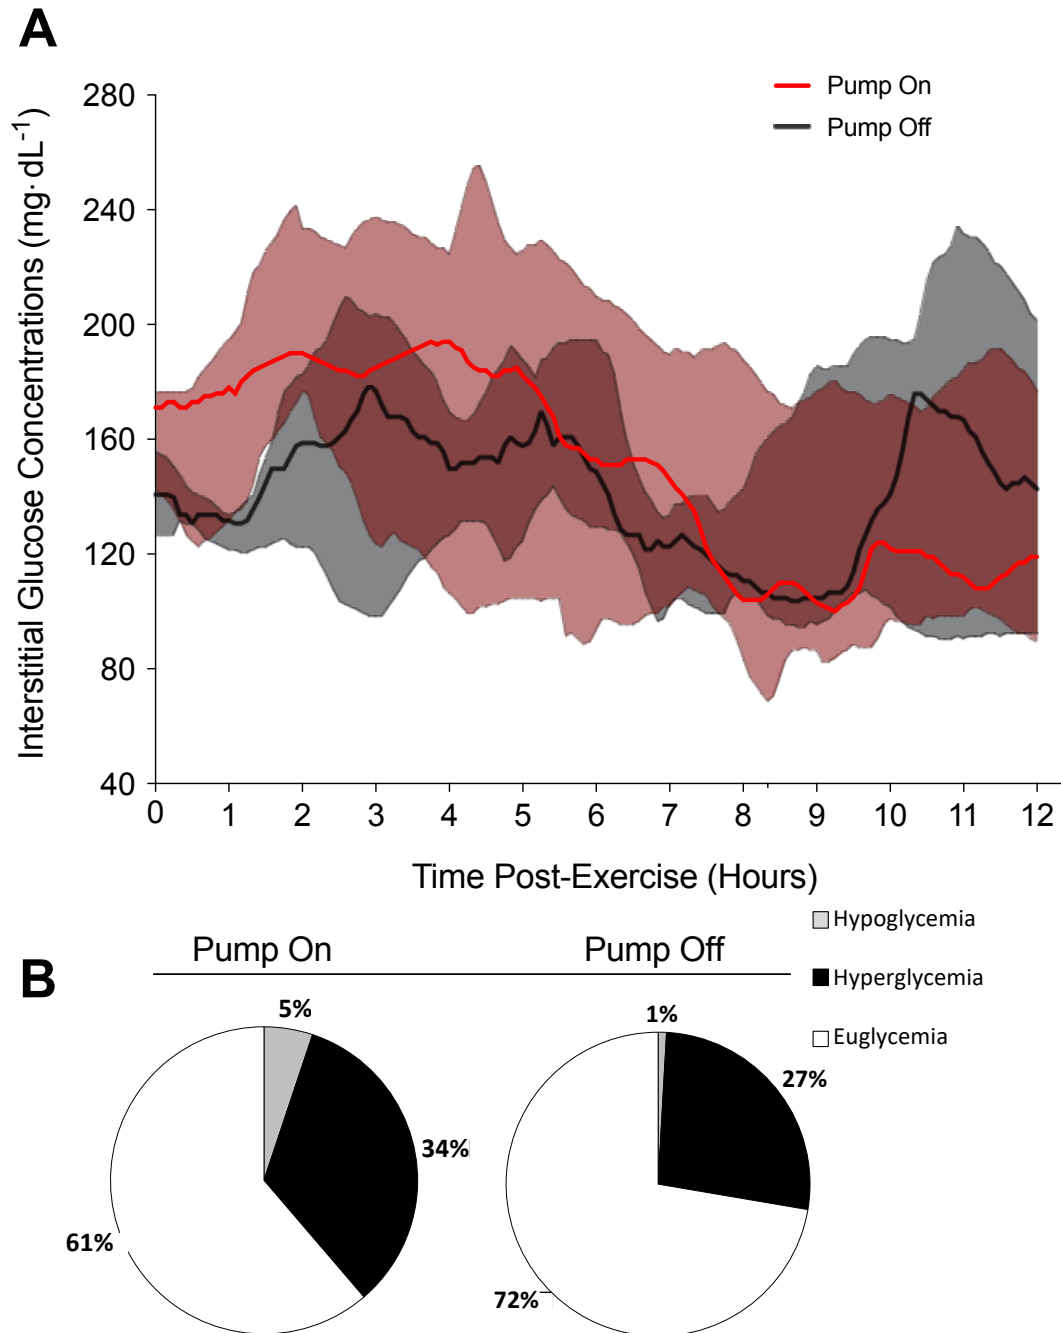 A
Interstitial Glucose Concentrations (mg·dL-1)
280
240
200
160
120
80
40
Pump On
Pump Off
0 1 2 3 4 5 6 7 8 9 10 11 12
Time Post-Exercise (Hours)
B
Pump On
Pump Off
Hypoglycemia
Hyperglycemia
Euglycemia
5%
34%
61%
1%
27%
72%